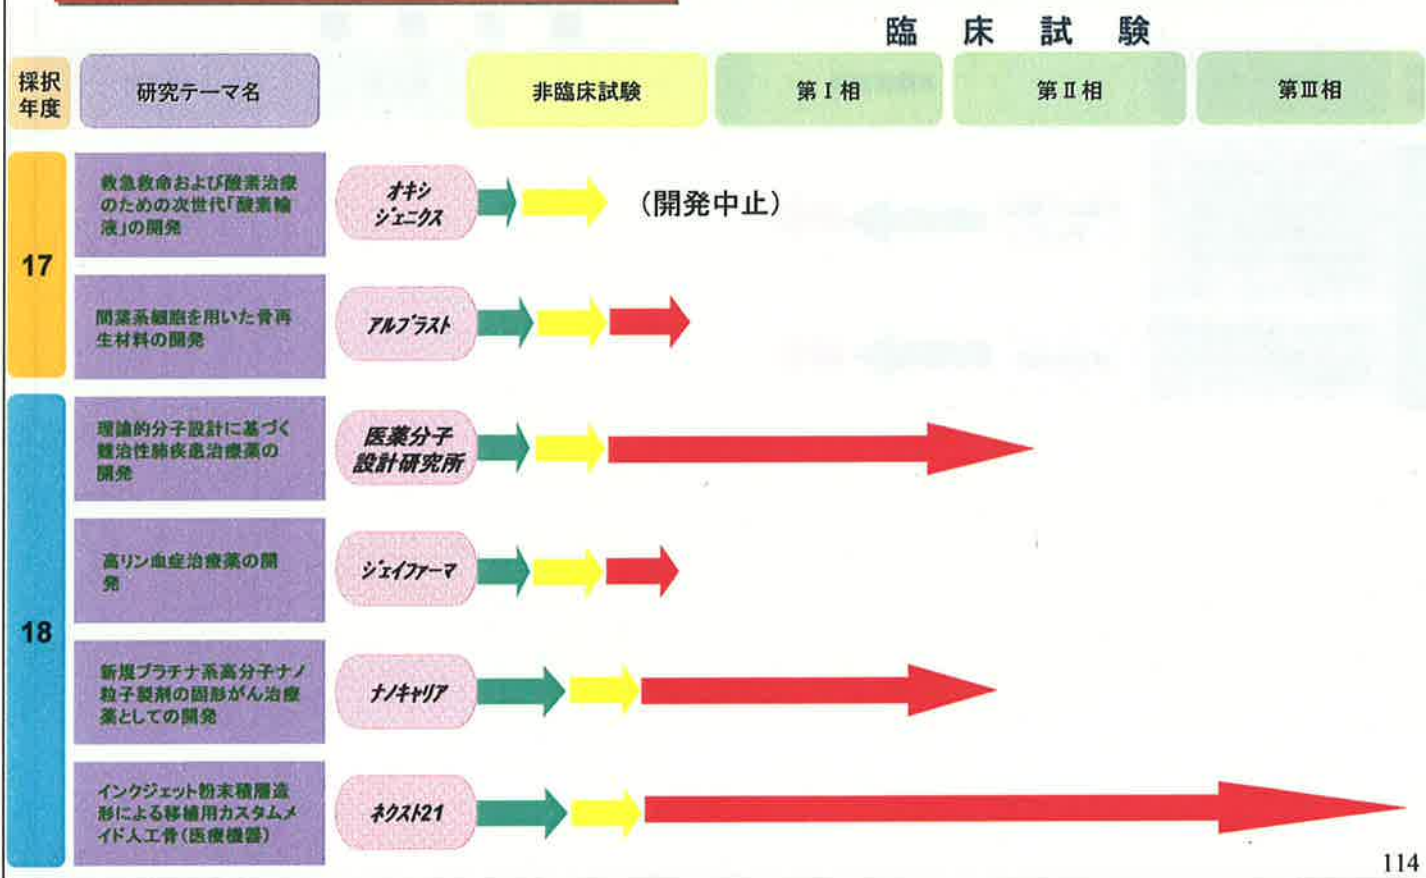 臨床試験
採択
年度
研究テーマ名
非臨床試験
第Ⅰ相
第Ⅱ相
第Ⅲ相
17
救急救命および酸素治療
のための次世代「酸素輸
液」の開発
オキシ
ジェニクス
（開発中止）
間葉系細胞を用いた骨再
生材料の開発
アルブラスト
18
理論的分子設計に基づく
難治性肺疾患治療薬の
開発
医薬分子
設計研究所
高リン血症治療薬の開
発
ジェイファーマ
新規プラチナ系高分子ナノ
粒子製剤の固形がん治療
薬としての開発
ナノキャリア
インクジェット粉末積層造
形による移植用カスタムメ
イド人工骨（医療機器）
ネクスト21
114